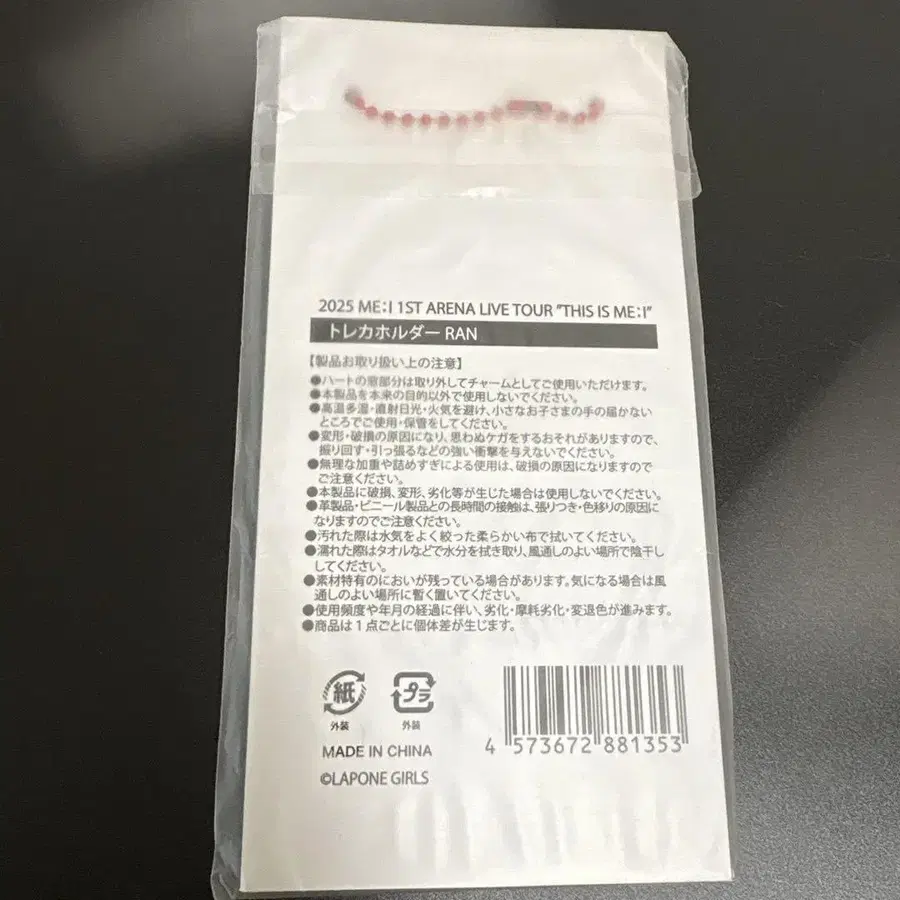 2025 ME:I 1ST ARENA LIVE TOUR "THIS IS ME:I"
トレカホルダー RAN
【製品お取り扱い上の注意】
●ハートの窓部分は取り外してチャームとしてご使用いただけます。
●本製品を本来の目的以外で使用しないでください。
●高温多湿・直射日光・火気を避け、小さなお子さまの手の届かない
ところでご使用・保管をしてください。
●変形・破損の原因になり、思わぬケガをするおそれがありますので、
振り回す・引っ張るなどの強い衝撃を与えないでください。
●無理な加重や詰めすぎによる使用は、破損の原因になりますので
ご注意ください。
●本製品に破損、変形、劣化等が生じた場合は使用しないでください。
●革製品・ビニール製品との長時間の接触は、張りつき・色移りの原因に
なりますのでご注意ください。
●汚れた際は水気をよく絞った柔らかい布で拭いてください。
●濡れた際はタオルなどで水分を拭き取り、風通しのよい場所で陰干し
してください。
●素材特有のにおいが残っている場合があります。気になる場合は風
通しのよい場所に暫く置いてください。
●使用頻度や年月の経過に伴い、劣化・摩耗劣化・変退色が進みます。
●商品は1点ごとに個体差が生じます。
紙 プラ
外装 外装
MADE IN CHINA
©LAPONE GIRLS
4 573672 881353